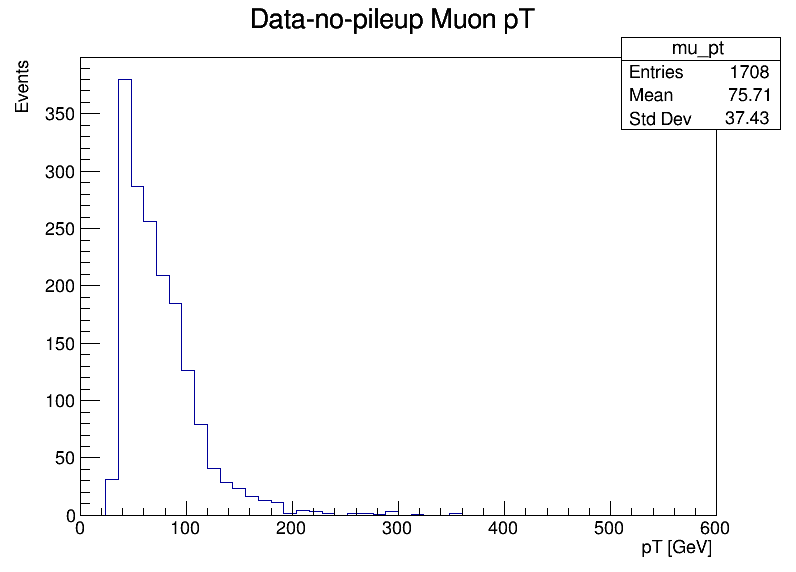 Data-no-pileup Muon pT
mu_pt
Entries 1708
Mean 75.71
Std Dev 37.43
Events
350
300
250
200
150
100
50
0
0 100 200 300 400 500 600
pT [GeV]